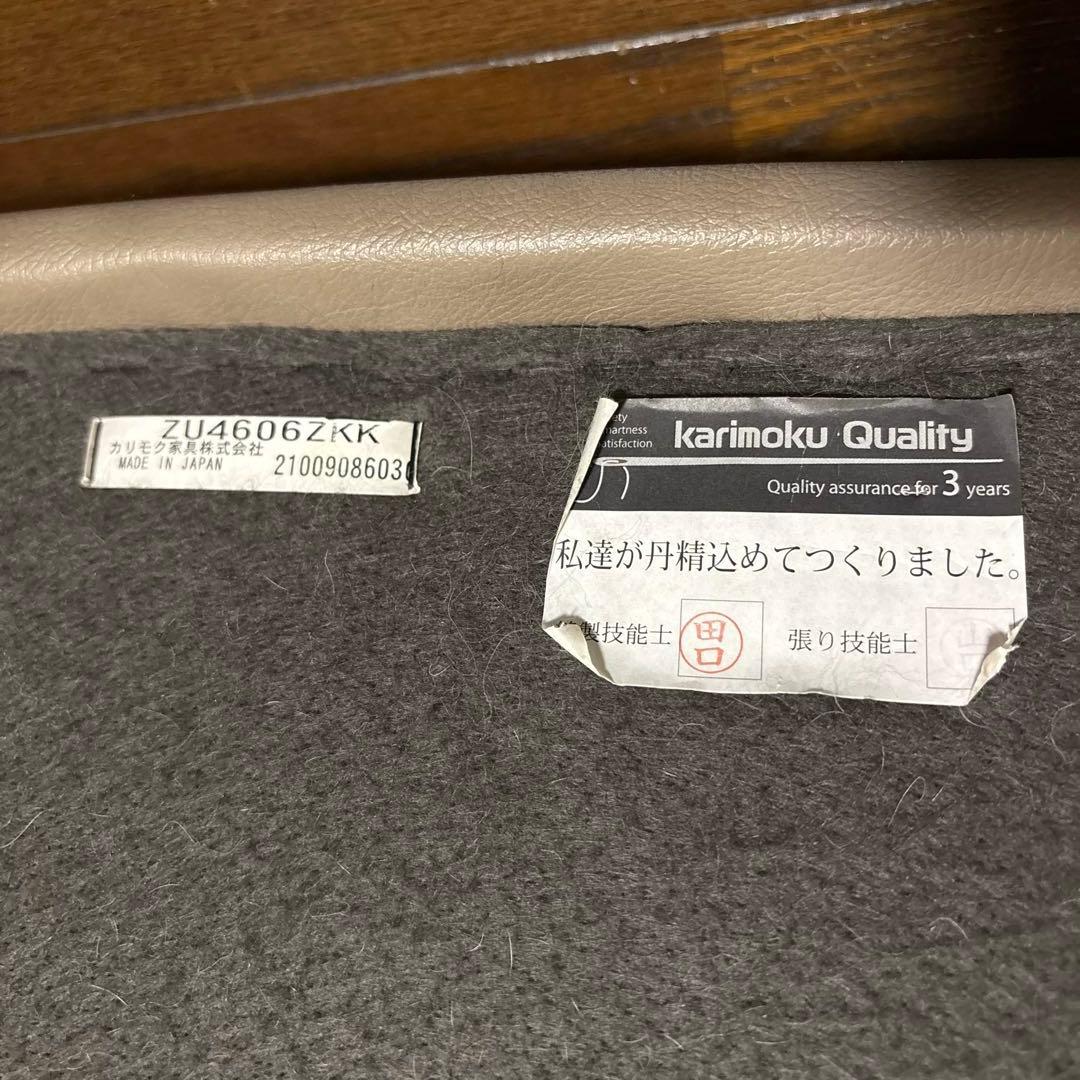 ZU4606ZKK
カリモク家具株式会社
MADE IN JAPAN 2100908603
karimoku Quality
Quality assurance for 3 years
私達が丹精込めてつくりました。
製技能士 田口 張り技能士